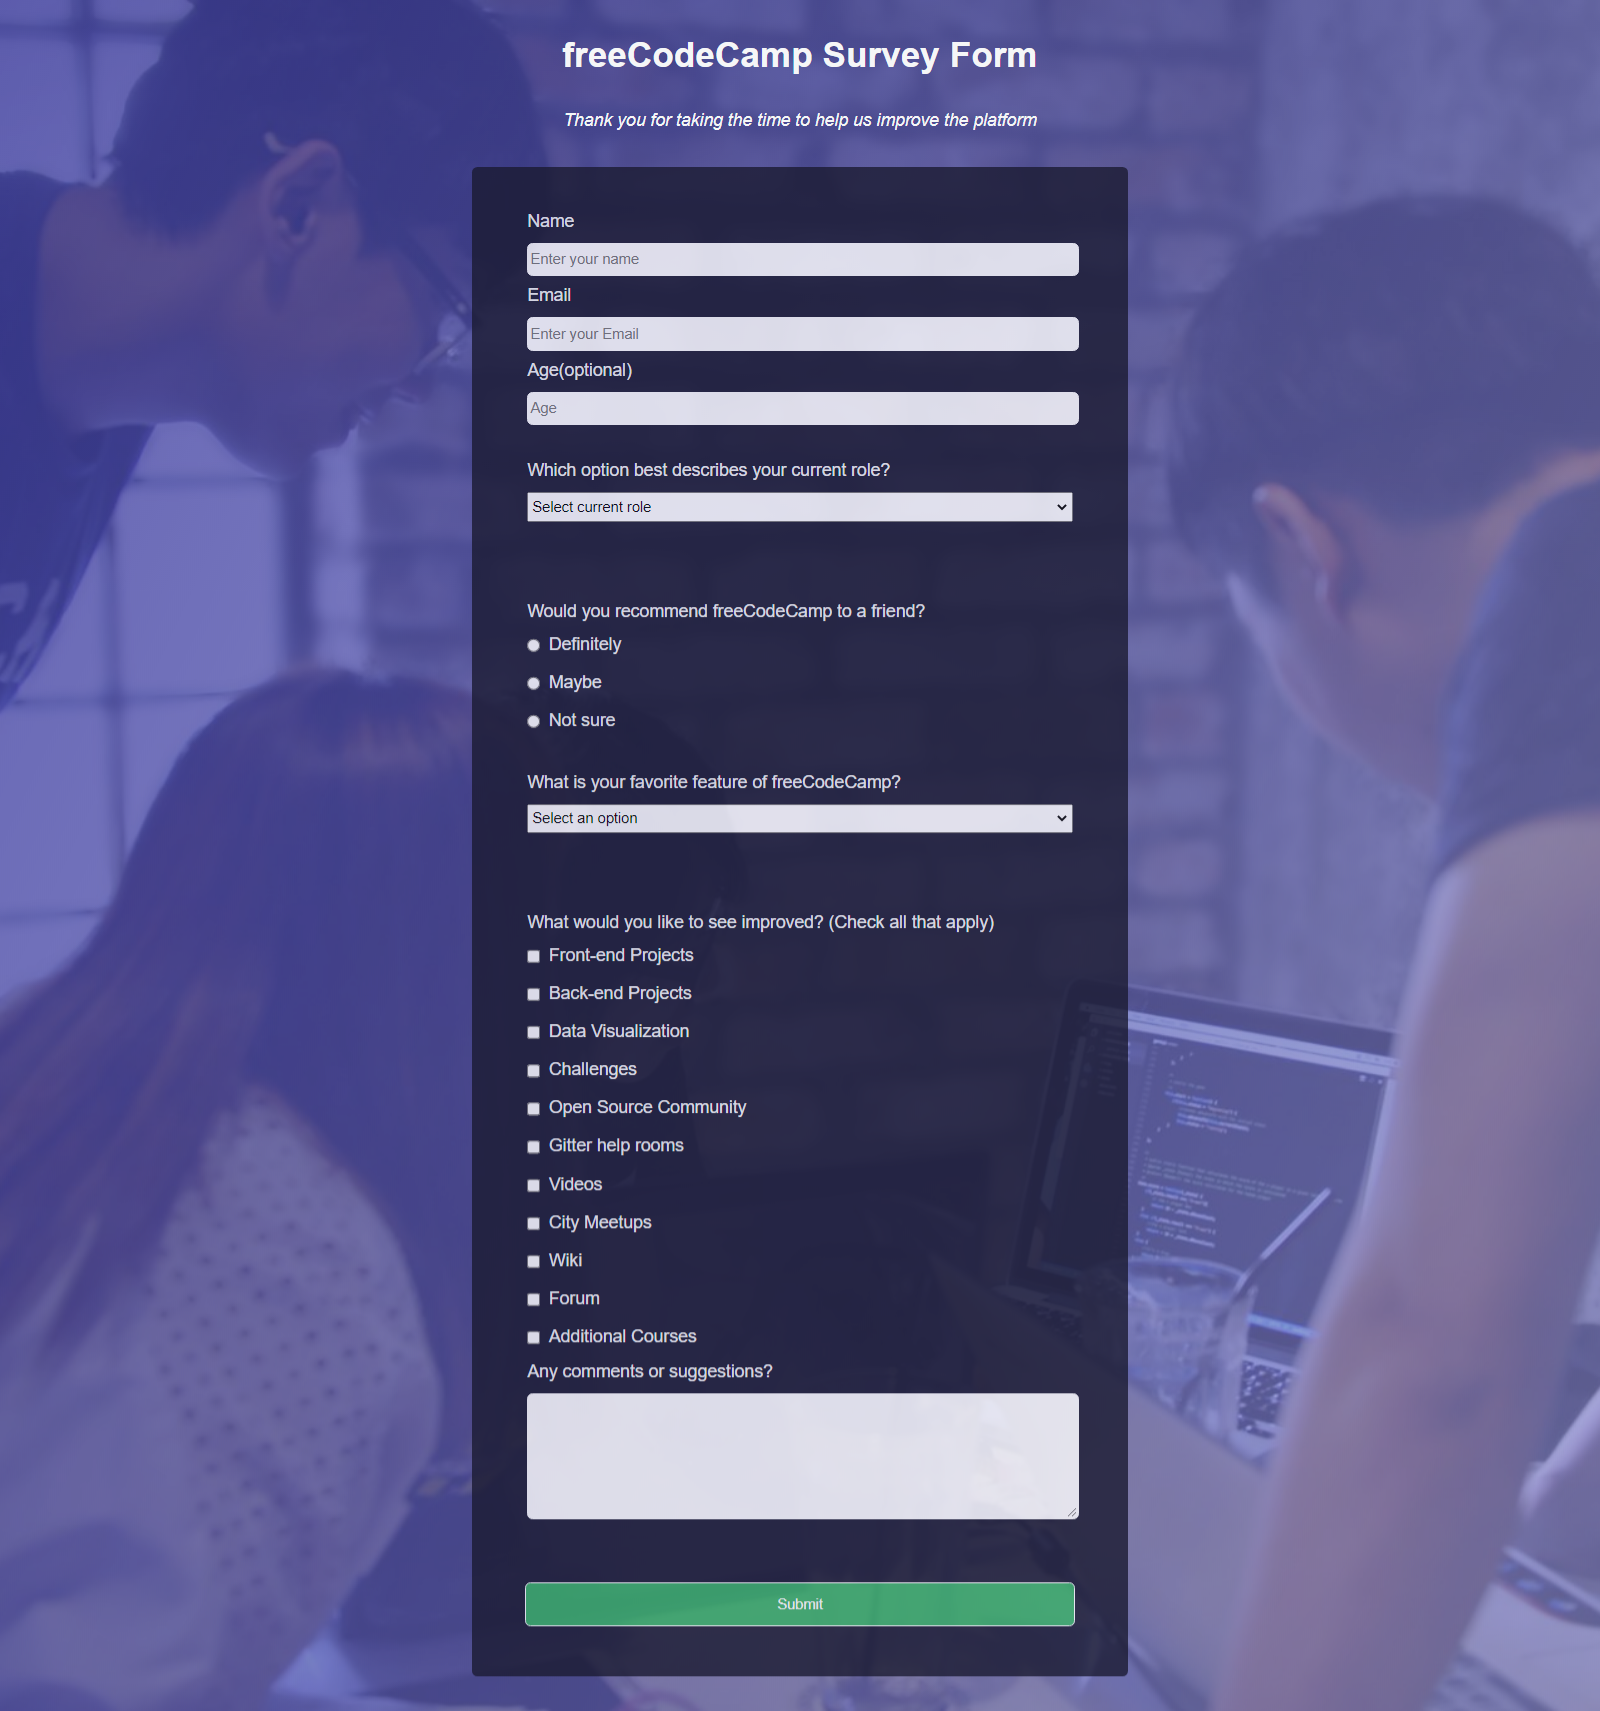 freeCodeCamp Survey Form
Thank you for taking the time to help us improve the platform
Name
Enter your name
Email
Enter your Email
Age(optional)
Age
Which option best describes your current role?
Select current role
Would you recommend freeCodeCamp to a friend?
Definitely
Maybe
Not sure
What is your favorite feature of freeCodeCamp?
Select an option
What would you like to see improved? (Check all that apply)
Front-end Projects
Back-end Projects
Data Visualization
Challenges
Open Source Community
Gitter help rooms
Videos
City Meetups
Wiki
Forum
Additional Courses
Any comments or suggestions?
Submit